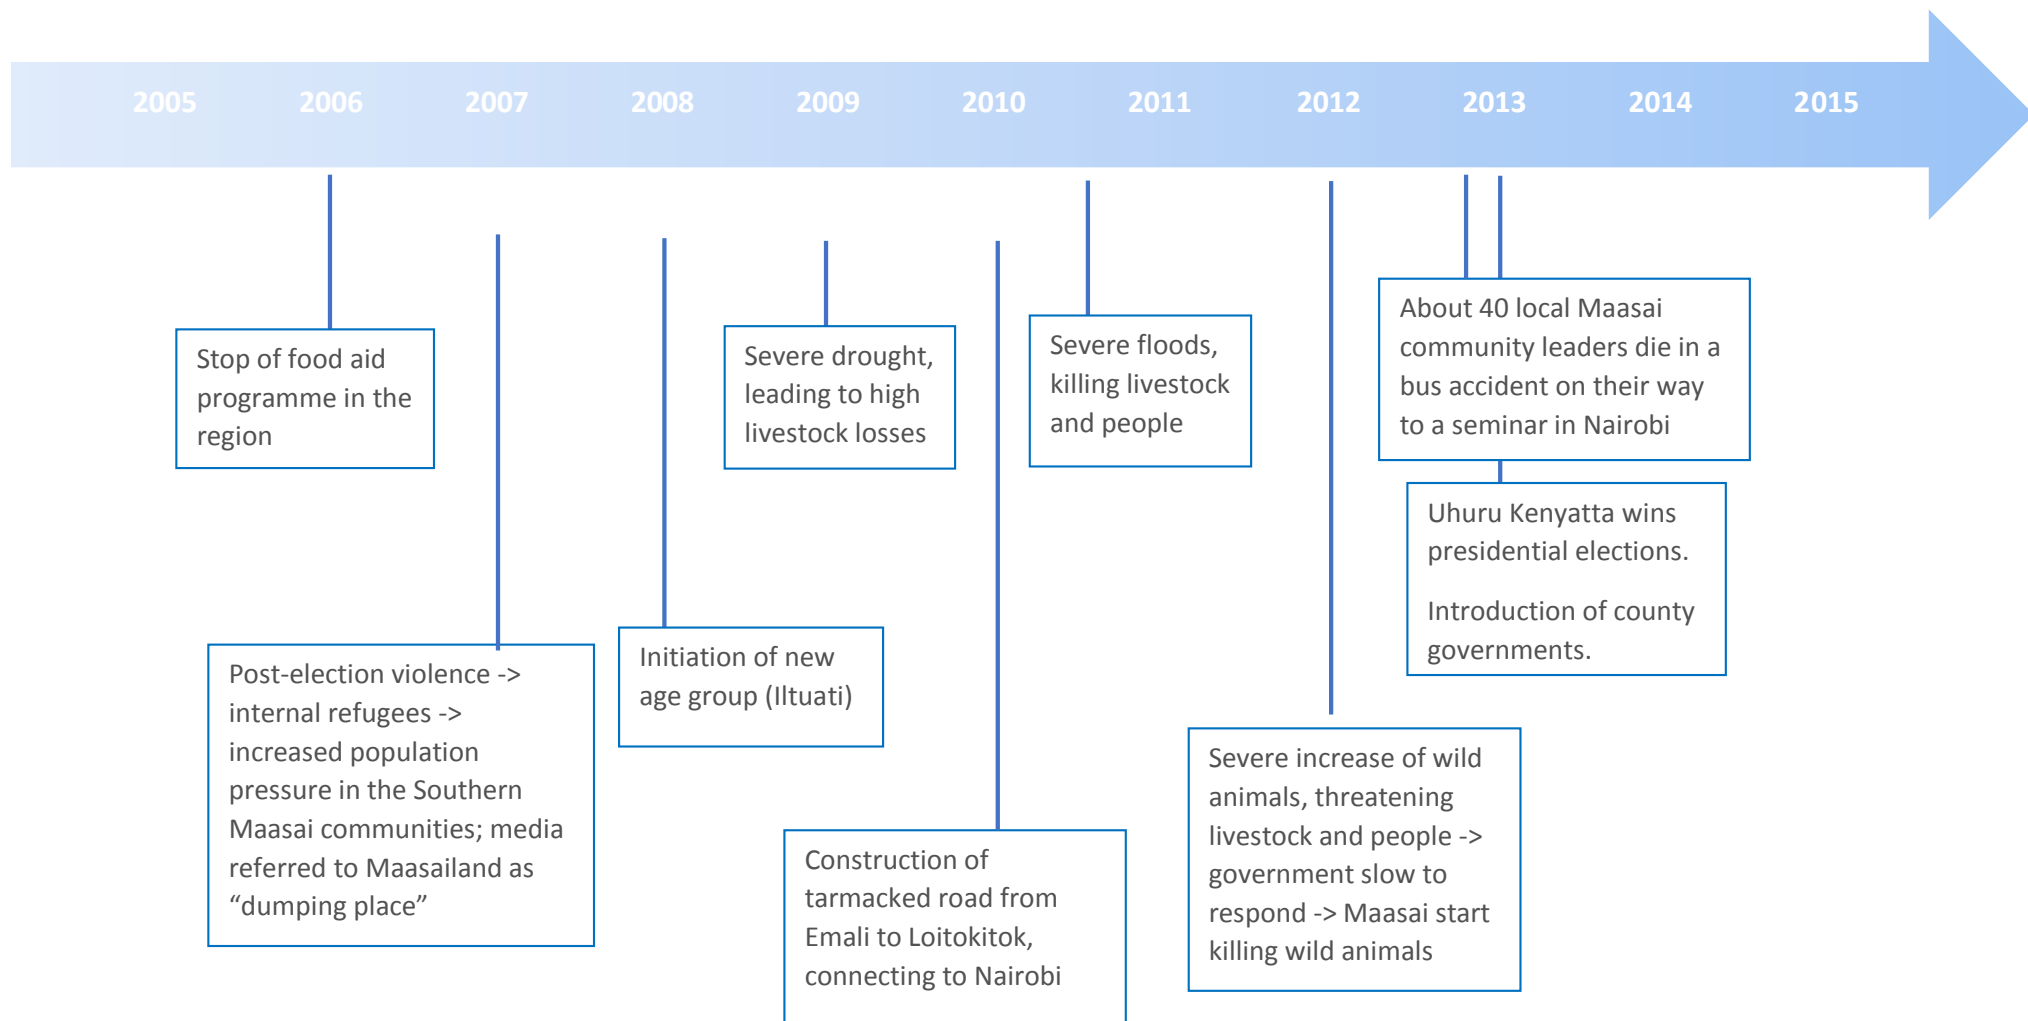 2005 2006 2007 2008 2009 2010 2011 2012 2013 2014 2015
Stop of food aid
programme in the
region
Post-election violence ->
internal refugees ->
increased population
pressure in the Southern
Maasai communities; media
referred to Maasailand as
“dumping place”
Initiation of new
age group (Iltuati)
Severe drought,
leading to high
livestock losses
Construction of
tarmacked road from
Emali to Loitokitok,
connecting to Nairobi
Severe floods,
killing livestock
and people
Severe increase of wild
animals, threatening
livestock and people ->
government slow to
respond -> Maasai start
killing wild animals
About 40 local Maasai
community leaders die in a
bus accident on their way
to a seminar in Nairobi
Uhuru Kenyatta wins
presidential elections.
Introduction of county
governments.